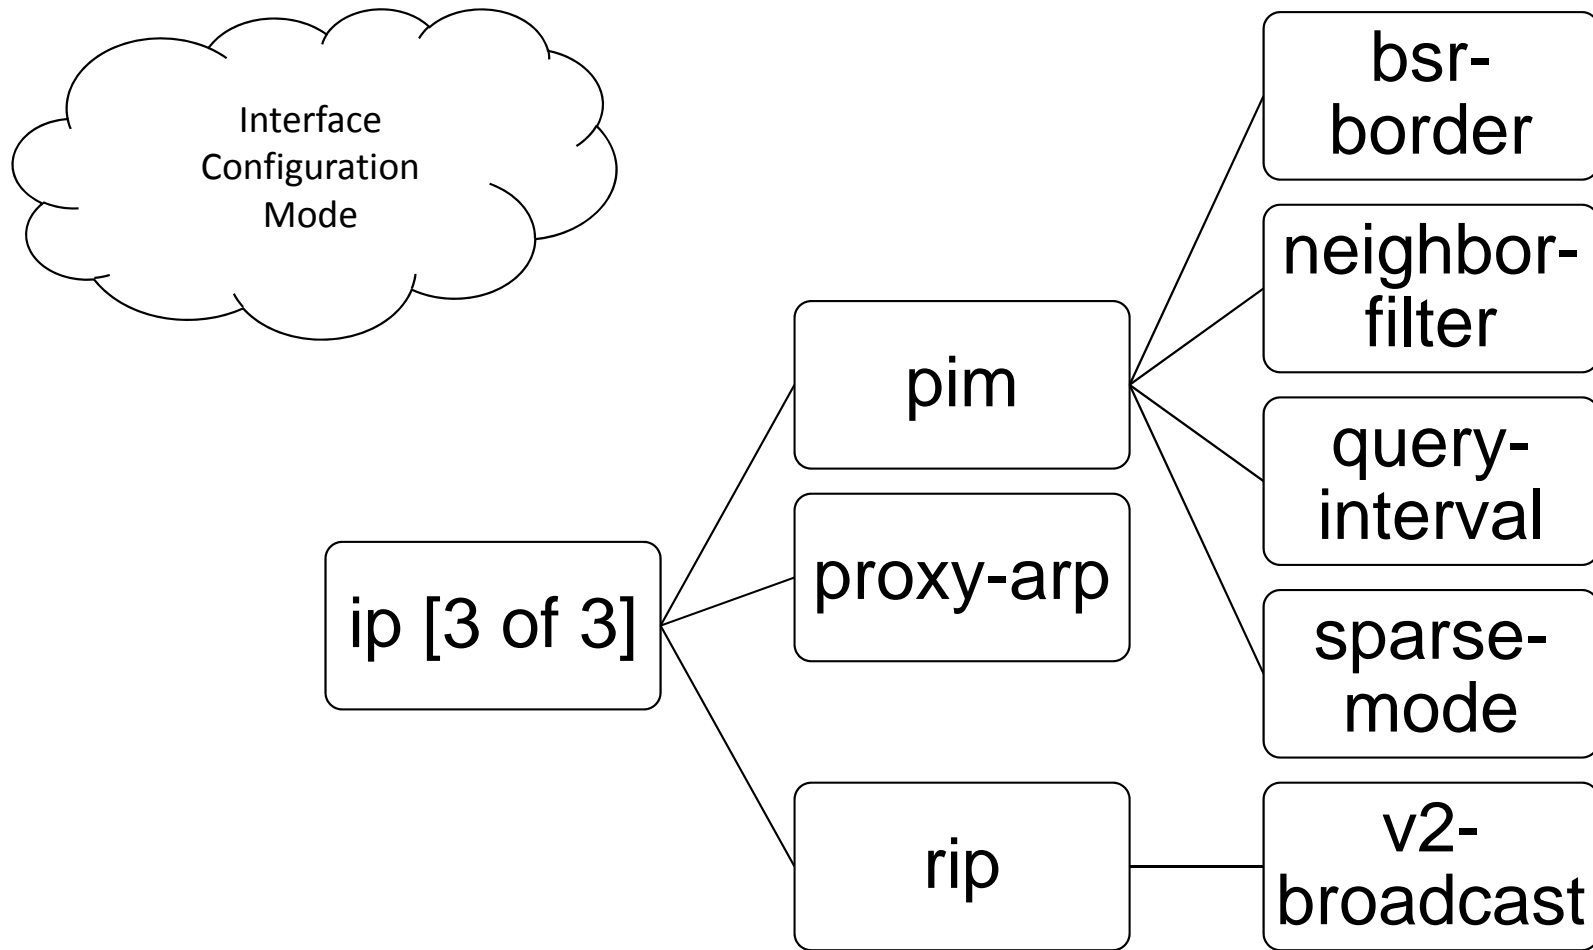 Interface
Configuration
Mode
ip [3 of 3]
pim
proxy-arp
rip
bsr-
border
neighbor-
filter
query-
interval
sparse-
mode
v2-
broadcast